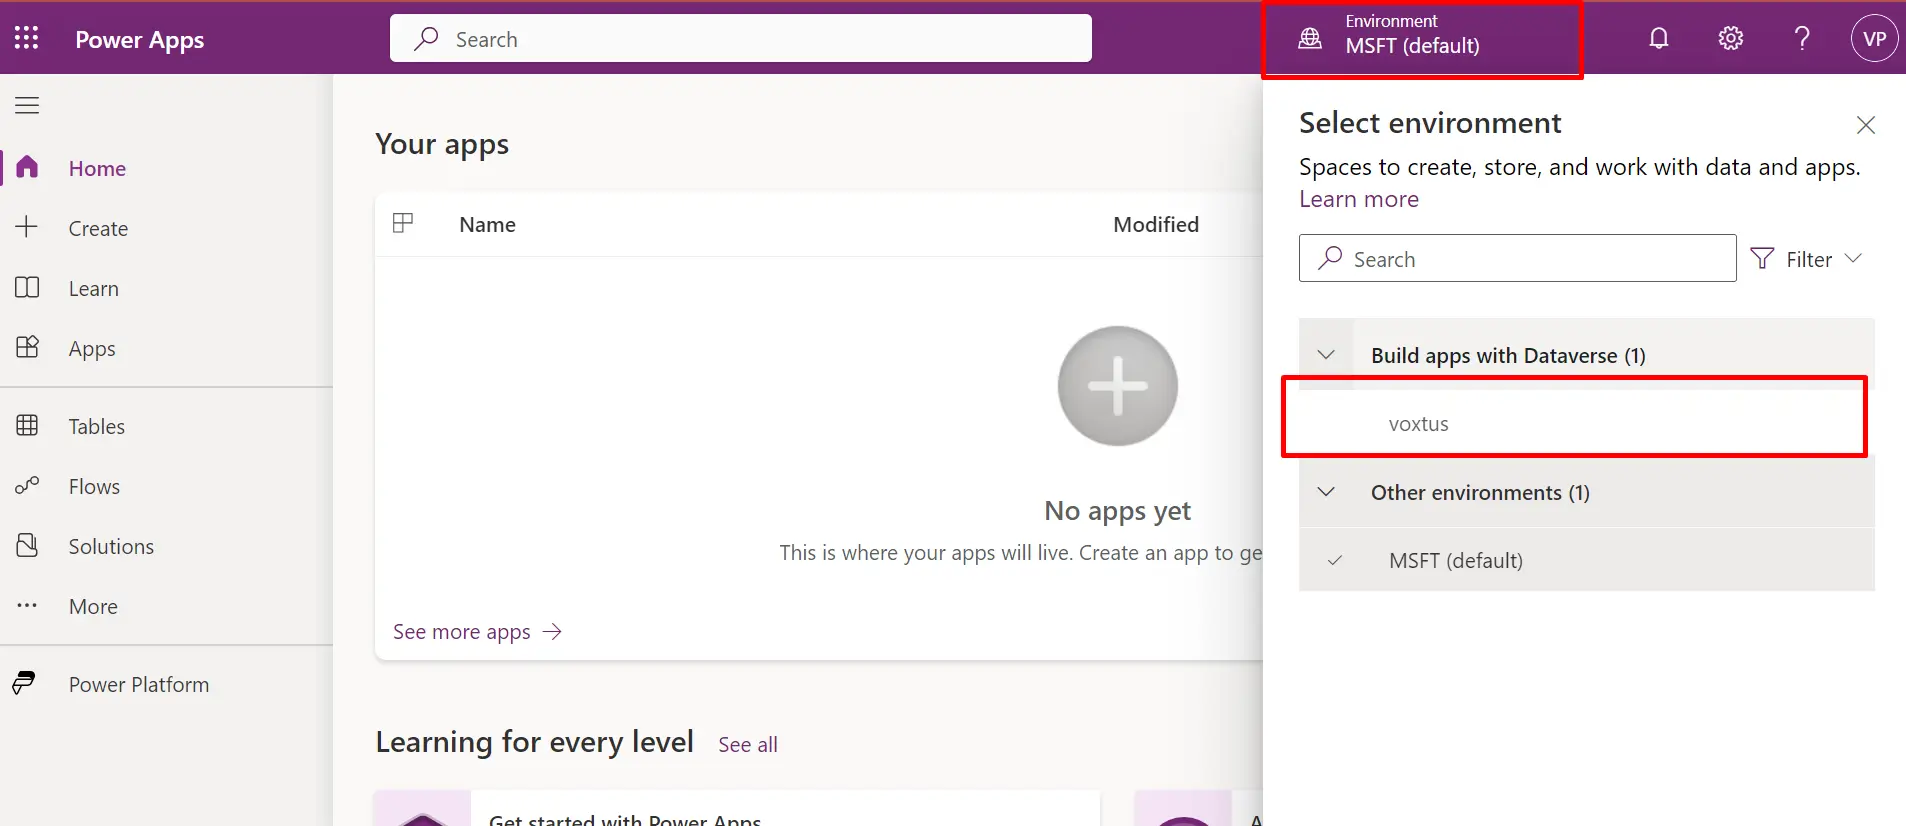 Power Apps
Search
Environment
MSFT (default)
VP
Home
Create
Learn
Apps
Tables
Flows
Solutions
More
Power Platform
Your apps
Name Modified
No apps yet
This is where your apps will live. Create an app to ge
See more apps
Learning for every level See all
Get started with Power Apps
A
Select environment
Spaces to create, store, and work with data and apps.
Learn more
Search Filter
Build apps with Dataverse (1)
voxtus
Other environments (1)
MSFT (default)